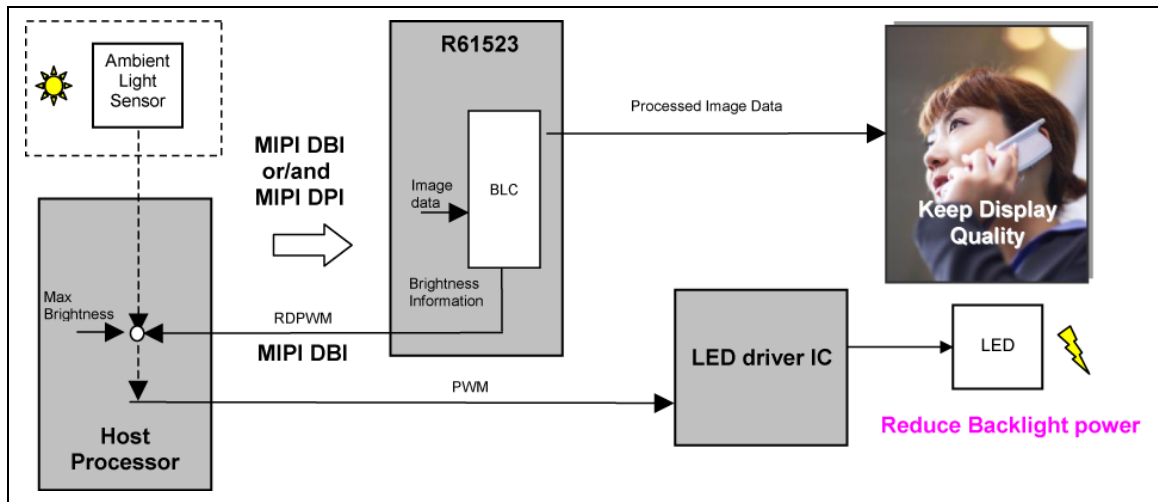 Ambient
Light
Sensor
R61523
MIPI DBI
or/and
MIPI DPI
Image
data
BLC
Processed Image Data
Keep Display
Quality
Brightness
Information
Max
Brightness
RDPWM
MIPI DBI
PWM
LED driver IC
LED
Reduce Backlight power
Host
Processor